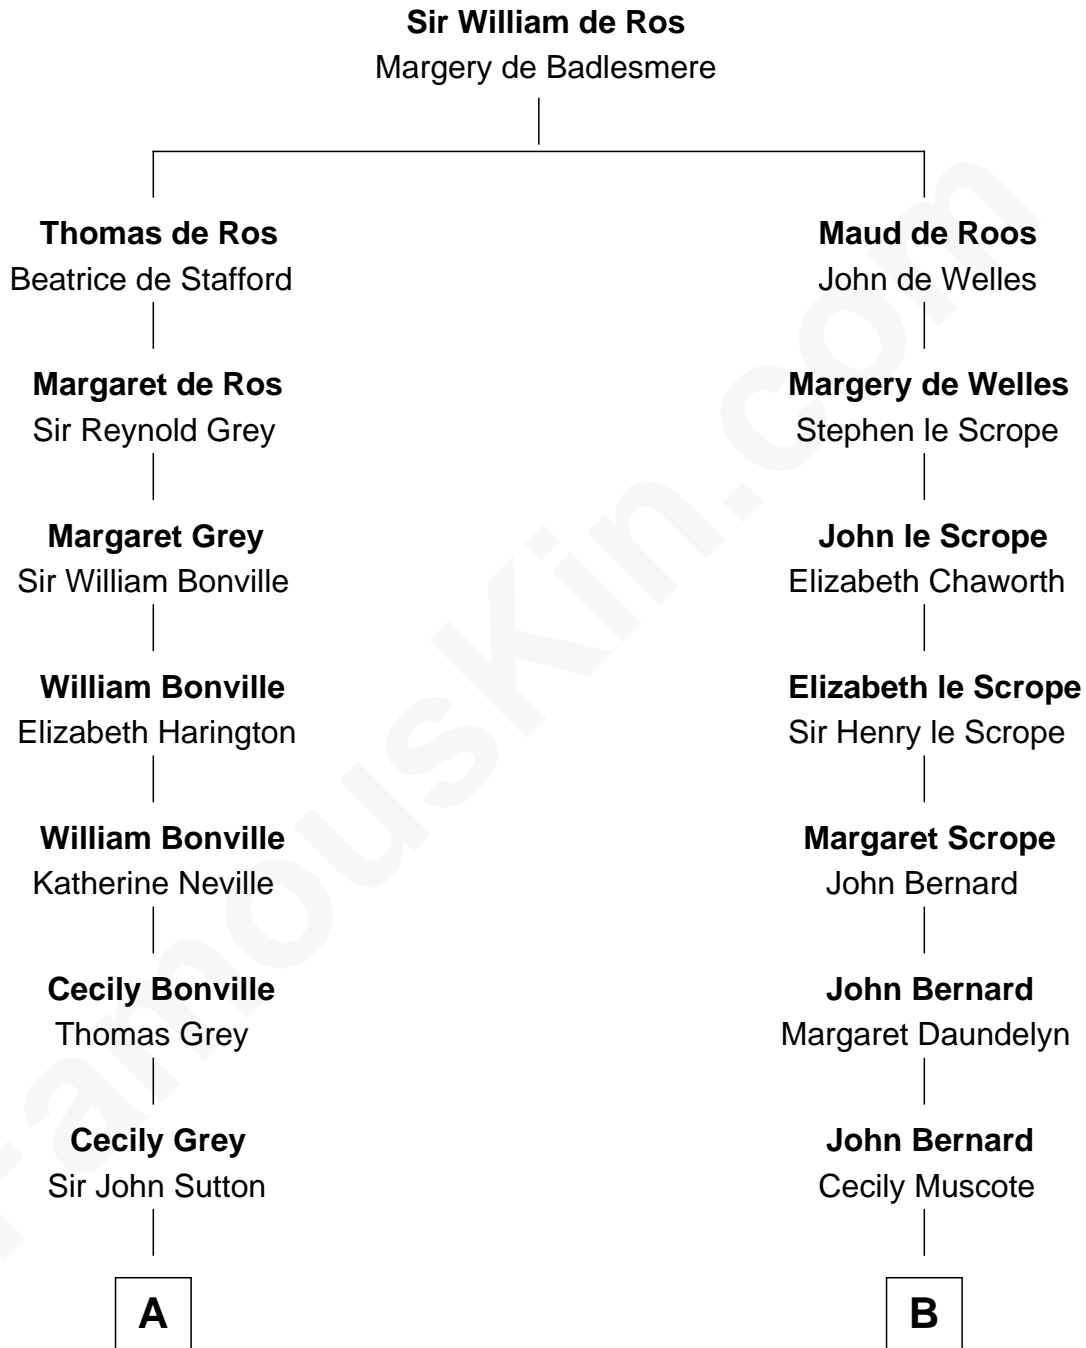 Sir William de Ros
Margery de Badlesmere
Thomas de Ros
Beatrice de Stafford
Maud de Roos
John de Welles
Margaret de Ros
Sir Reynold Grey
Margery de Welles
Stephen le Scrope
Margaret Grey
Sir William Bonville
John le Scrope
Elizabeth Chaworth
William Bonville
Elizabeth Harington
Elizabeth le Scrope
Sir Henry le Scrope
William Bonville
Katherine Neville
Margaret Scrope
John Bernard
Cecily Bonville
Thomas Grey
John Bernard
Margaret Daundelyn
Cecily Grey
Sir John Sutton
John Bernard
Cecily Muscote
A
B
FamousKin.com